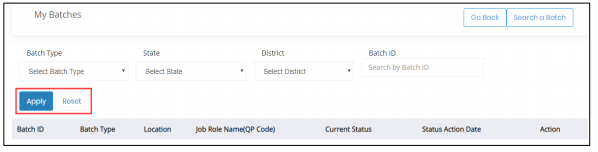 My Batches Go Back Search a Batch
Batch Type State District Batch ID
Select Batch Type Select State Select District Search by Batch ID
Apply Reset
Batch ID Batch Type Location Job Role Name(QP Code) Current Status Status Action Date Action